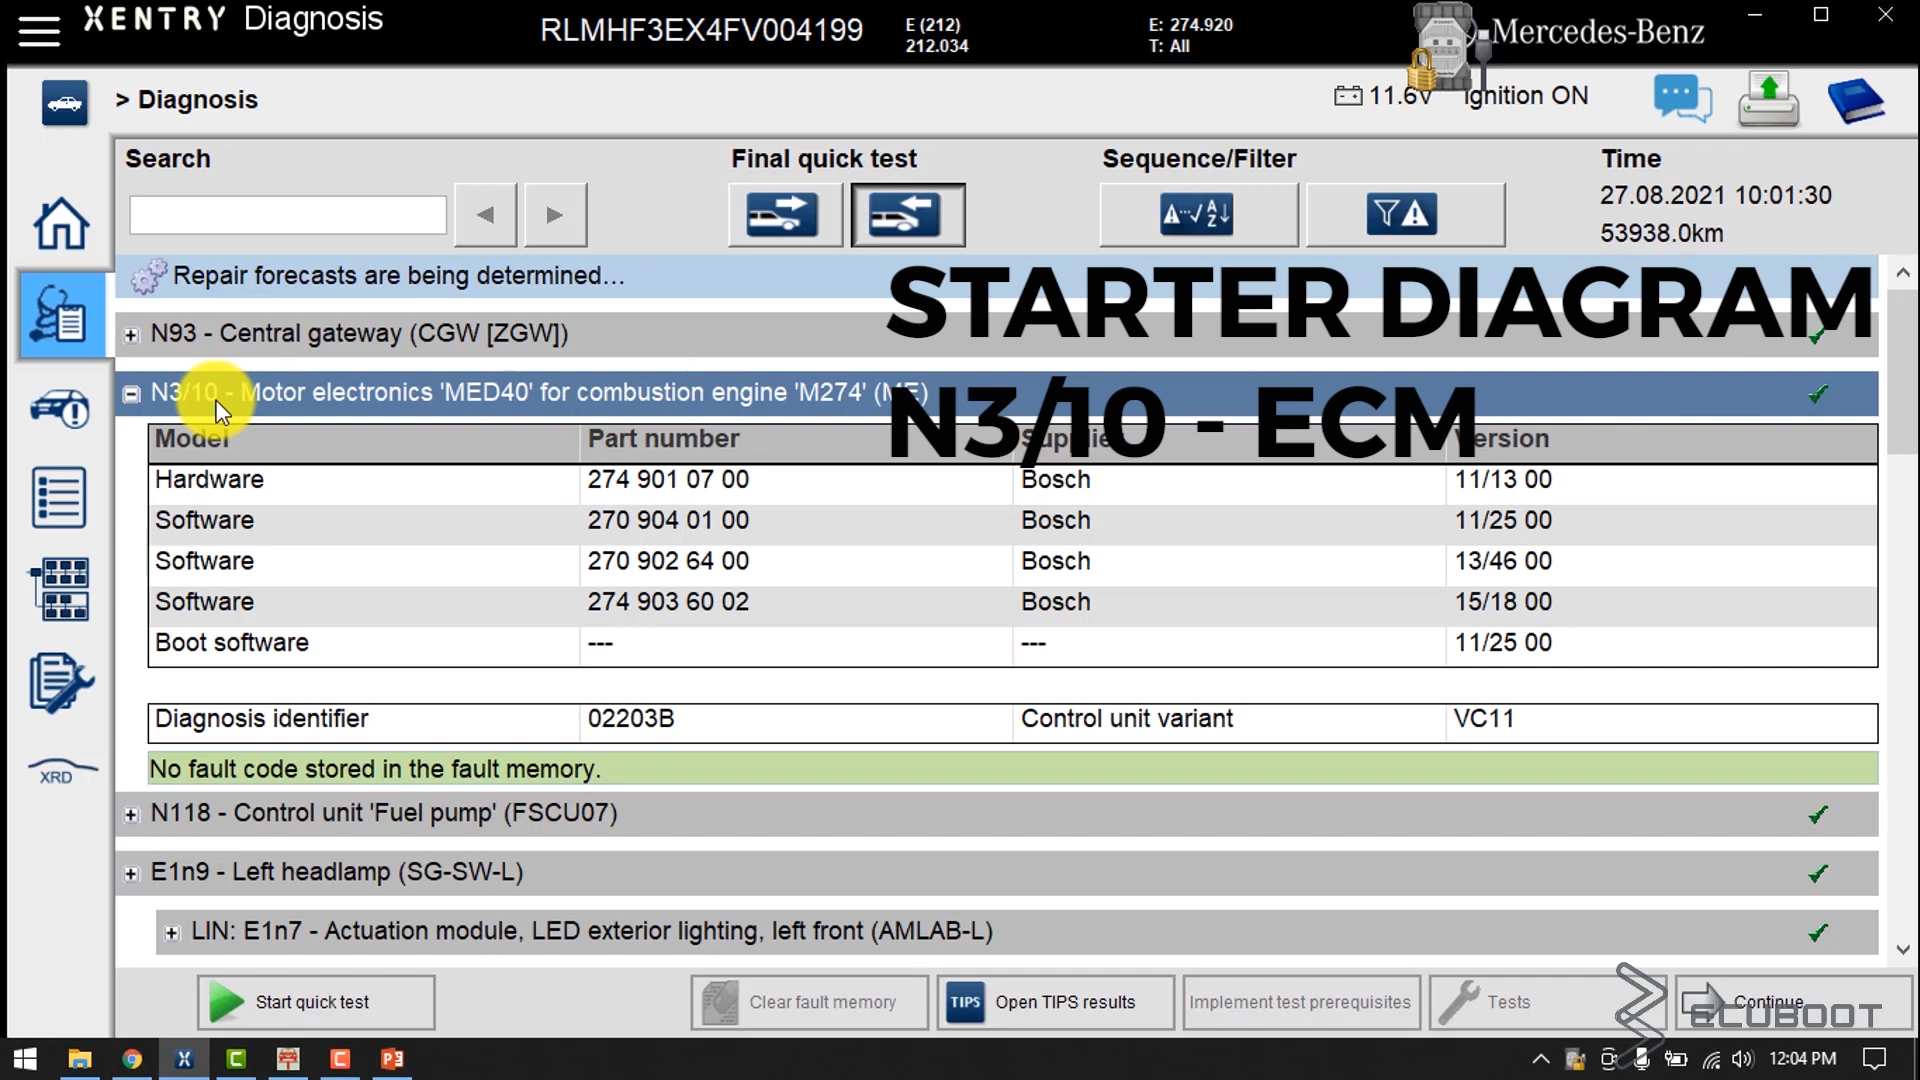 XENTRY Diagnosis
RLMHF3EX4FV004199
E (212)
212.034
E: 274.920
T: All
Mercedes-Benz
> Diagnosis
11.6V
Ignition ON
Search
Final quick test
Sequence/Filter
Time
27.08.2021 10:01:30
53938.0km
Repair forecasts are being determined...
STARTER DIAGRAM
N93 - Central gateway (CGW [ZGW])
N3/10 - Motor electronics 'MED40' for combustion engine 'M274' (ME)
N3/10 - ECM
Model Part number Supplier Version
Hardware 274 901 07 00 Bosch 11/13 00
Software 270 904 01 00 Bosch 11/25 00
Software 270 902 64 00 Bosch 13/46 00
Software 274 903 60 02 Bosch 15/18 00
Boot software --- --- 11/25 00
Diagnosis identifier 02203B Control unit variant VC11
No fault code stored in the fault memory.
N118 - Control unit 'Fuel pump' (FSCU07)
E1n9 - Left headlamp (SG-SW-L)
LIN: E1n7 - Actuation module, LED exterior lighting, left front (AMLAB-L)
XRD
Start quick test
Clear fault memory
TIPS Open TIPS results
Implement test prerequisites
Tests
Continue
ECUBOOT
12:04 PM